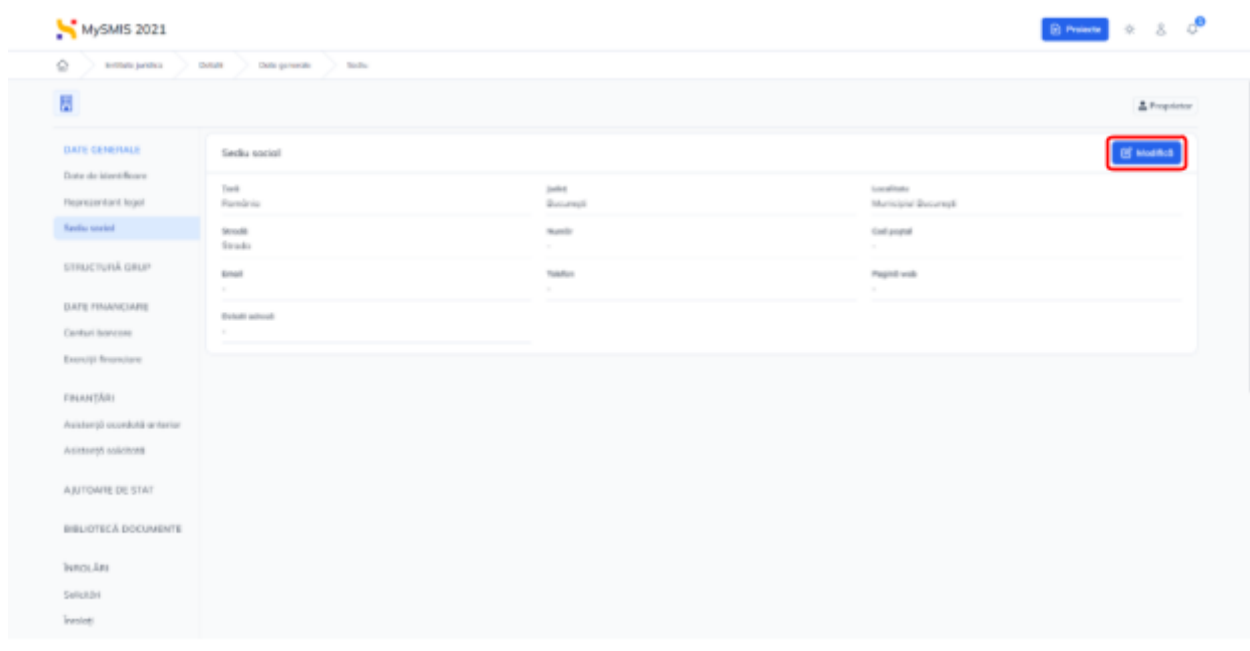 MySMIS 2021
Proiecte
Entitate juridica Detalii Date generale Sediu
Proprietar
DATE GENERALE
Date de identificare
Reprezentant legal
Sediu social
STRUCTURĂ GRUP
DATE FINANCIARE
Conturi bancare
Exerciții financiare
FINANȚĂRI
Asistență acordată anterior
Asistență solicitată
AJUTOARE DE STAT
BIBLIOTECĂ DOCUMENTE
ÎNROLĂRI
Solicitări
Înrolați
Sediu social
Modifică
Țară Județ Localitate
România București Municipiul București
Stradă Număr Cod poștal
Strada - -
Email Telefon Pagină web
- - -
Detalii adresă
-